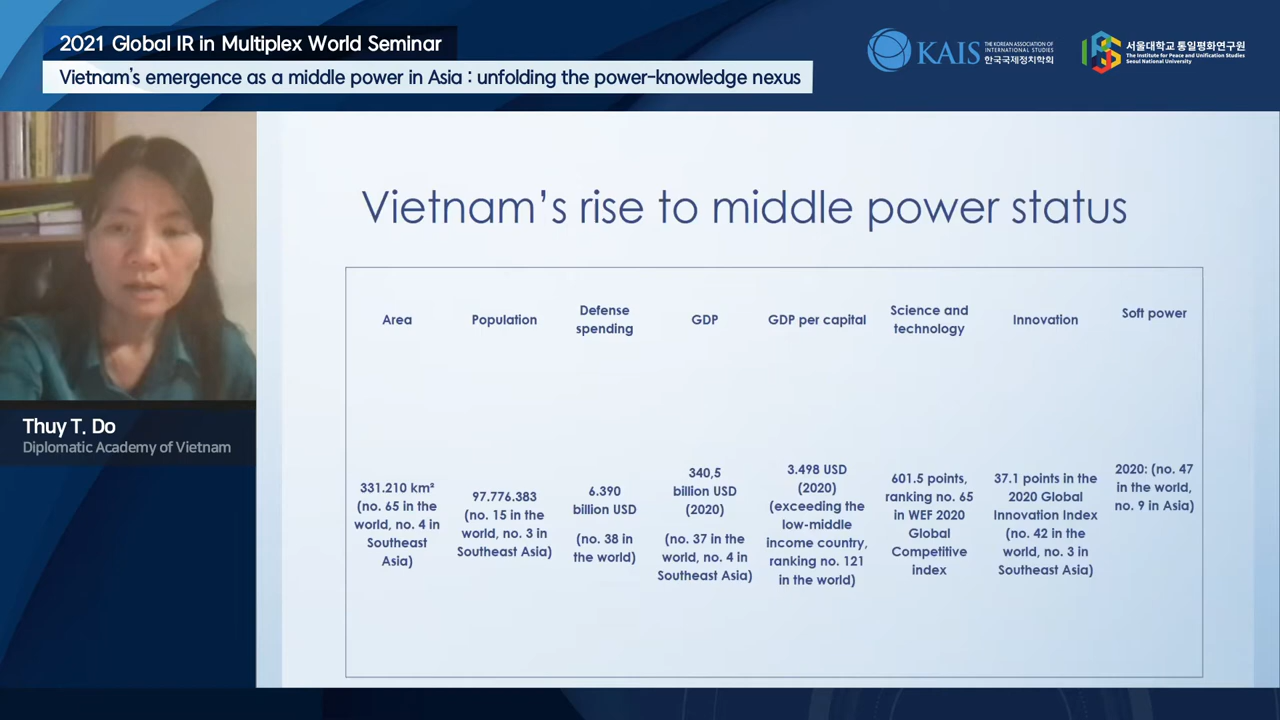 2021 Global IR in Multiplex World Seminar
Vietnam's emergence as a middle power in Asia : unfolding the power-knowledge nexus
KAIS
THE KOREAN ASSOCIATION OF
INTERNATIONAL STUDIES
한국국제정치학회
서울대학교 통일평화연구원
The Institute for Peace and Unification Studies
Seoul National University
Thuy T. Do
Diplomatic Academy of Vietnam
Vietnam's rise to middle power status
Area
Population
Defense
spending
GDP
GDP per capital
Science and
technology
Innovation
Soft power
331.210 km²
(no. 65 in the
world, no. 4 in
Southeast
Asia)
97.776.383
(no. 15 in the
world, no. 3 in
Southeast Asia)
6.390
billion USD
(no. 38 in
the world)
340,5
billion USD
(2020)
(no. 37 in the
world, no. 4 in
Southeast Asia)
3.498 USD
(2020)
(exceeding the
low-middle
income country,
ranking no. 121
in the world)
601.5 points,
ranking no. 65
in WEF 2020
Global
Competitive
index
37.1 points in the
2020 Global
Innovation Index
(no. 42 in the
world, no. 3 in
Southeast Asia)
2020: (no. 47
in the world,
no. 9 in Asia)